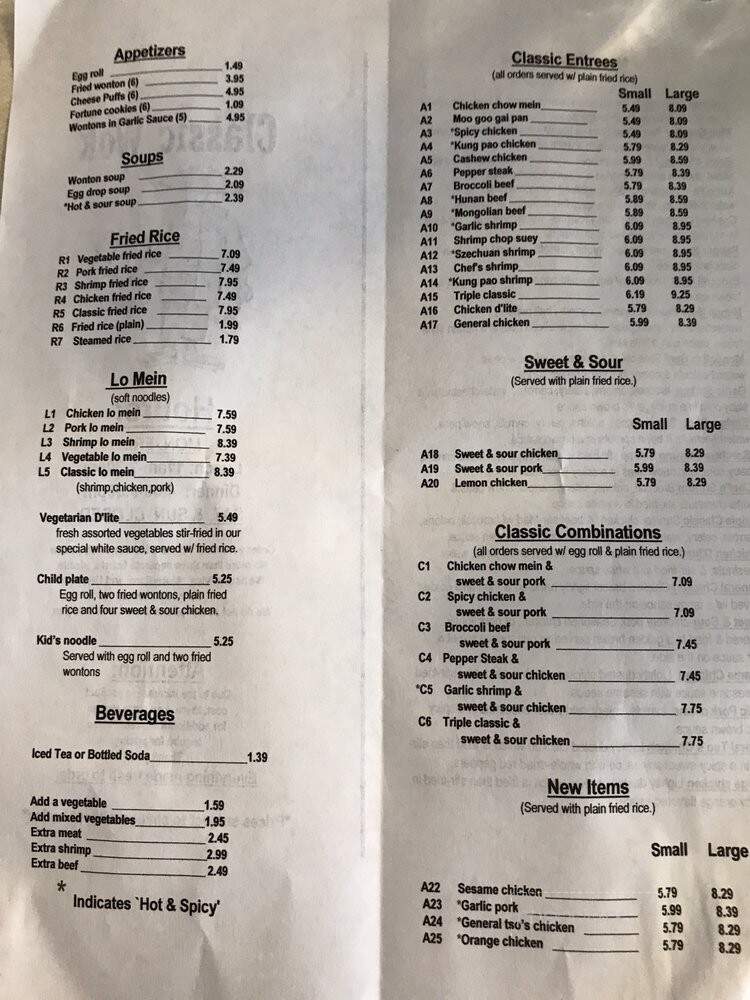 Appetizers
Egg roll 1.49
Fried wonton (6) 3.95
Cheese Puffs (6) 4.95
Fortune cookies (6) 1.09
Wontons in Garlic Sauce (5) 4.95
Soups
Wonton soup 2.29
Egg drop soup 2.09
*Hot & sour soup 2.39
Fried Rice
R1 Vegetable fried rice 7.09
R2 Pork fried rice 7.49
R3 Shrimp fried rice 7.95
R4 Chicken fried rice 7.49
R5 Classic fried rice 7.95
R6 Fried rice (plain) 1.99
R7 Steamed rice 1.79
Lo Mein
(soft noodles)
L1 Chicken lo mein 7.59
L2 Pork lo mein 7.59
L3 Shrimp lo mein 8.39
L4 Vegetable lo mein 7.39
L5 Classic lo mein 8.39
(shrimp,chicken,pork)
Vegetarian D'lite 5.49
fresh assorted vegetables stir-fried in our
special white sauce, served w/ fried rice.
Child plate 5.25
Egg roll, two fried wontons, plain fried
rice and four sweet & sour chicken.
Kid's noodle 5.25
Served with egg roll and two fried
wontons
Beverages
Iced Tea or Bottled Soda 1.39
Add a vegetable 1.59
Add mixed vegetables 1.95
Extra meat 2.45
Extra shrimp 2.99
Extra beef 2.49
*
Indicates `Hot & Spicy'
Classic Entrees
(all orders served w/ plain fried rice)
Small Large
A1 Chicken chow mein 5.49 8.09
A2 Moo goo gai pan 5.49 8.09
A3 *Spicy chicken 5.49 8.09
A4 *Kung pao chicken 5.79 8.29
A5 Cashew chicken 5.99 8.59
A6 Pepper steak 5.79 8.39
A7 Broccoli beef 5.79 8.39
A8 *Hunan beef 5.89 8.59
A9 *Mongolian beef 5.89 8.59
A10 *Garlic shrimp 6.09 8.95
A11 Shrimp chop suey 6.09 8.95
A12 *Szechuan shrimp 6.09 8.95
A13 Chef's shrimp 6.09 8.95
A14 *Kung pao shrimp 6.09 8.95
A15 Triple classic 6.19 9.25
A16 Chicken d'lite 5.79 8.29
A17 General chicken 5.99 8.39
Sweet & Sour
(Served with plain fried rice.)
Small Large
A18 Sweet & sour chicken 5.79 8.29
A19 Sweet & sour pork 5.99 8.39
A20 Lemon chicken 5.79 8.29
Classic Combinations
(all orders served w/ egg roll & plain fried rice.)
C1 Chicken chow mein &
sweet & sour pork 7.09
C2 Spicy chicken &
sweet & sour pork 7.09
C3 Broccoli beef
sweet & sour pork 7.45
C4 Pepper Steak &
sweet & sour chicken 7.45
*C5 Garlic shrimp &
sweet & sour chicken 7.75
C6 Triple classic &
sweet & sour chicken 7.75
New Items
(Served with plain fried rice.)
Small Large
A22 Sesame chicken 5.79 8.29
A23 *Garlic pork 5.99 8.39
A24 *General tso's chicken 5.79 8.29
A25 *Orange chicken 5.79 8.29